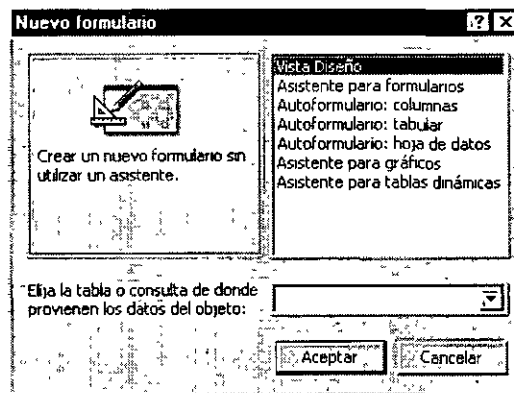 Nuevo formulario
? X
Crear un nuevo formulario sin
utilizar un asistente.
Vista Diseño
Asistente para formularios
Autoformulario: columnas
Autoformulario: tabular
Autoformulario: hoja de datos
Asistente para gráficos
Asistente para tablas dinámicas
Elija la tabla o consulta de donde
provienen los datos del objeto:
Aceptar
Cancelar